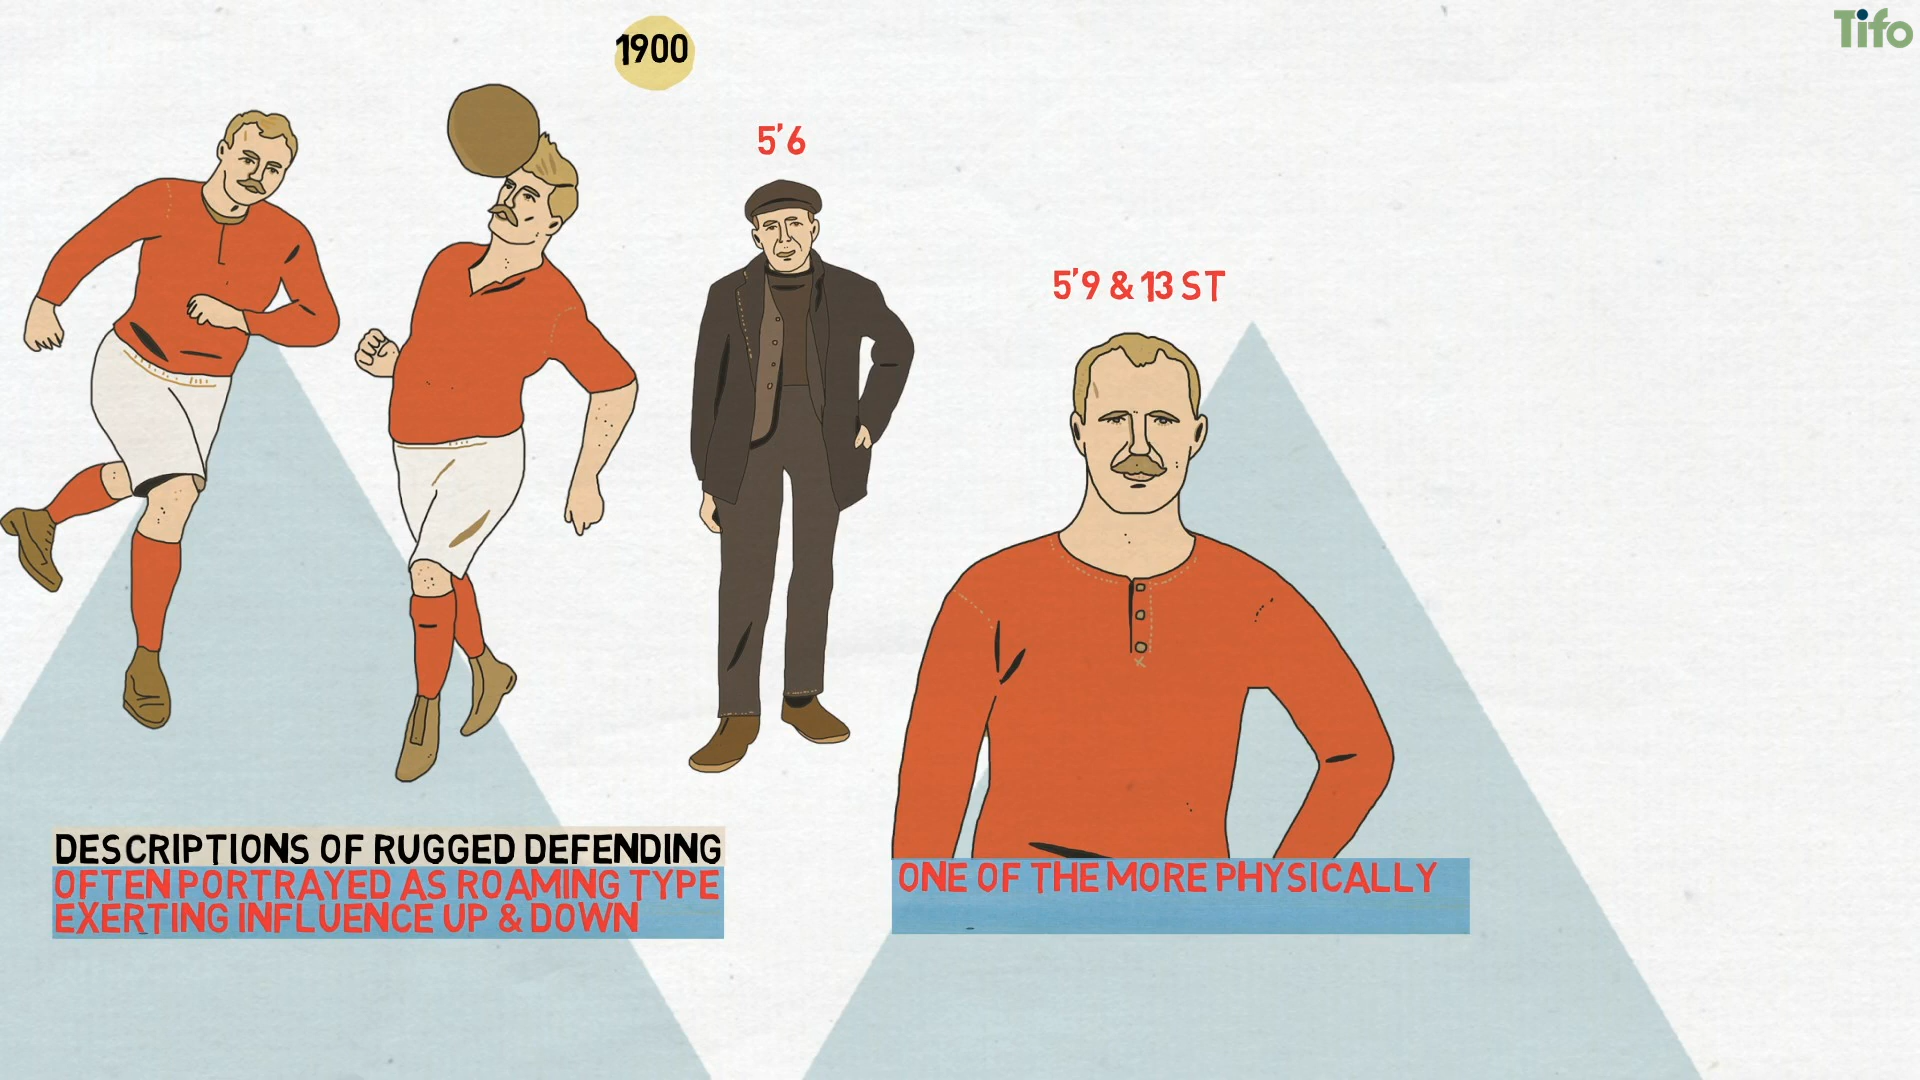 Tifo
1900
5'6
5'9 & 13 ST
DESCRIPTIONS OF RUGGED DEFENDING
OFTEN PORTRAYED AS ROAMING TYPE
EXERTING INFLUENCE UP & DOWN
ONE OF THE MORE PHYSICALLY